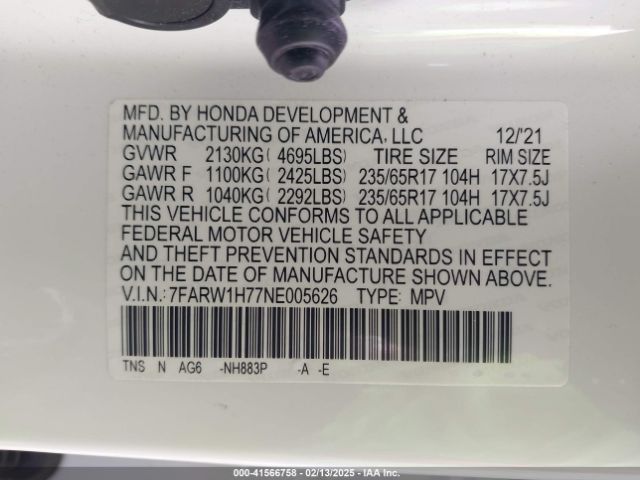 MFD. BY HONDA DEVELOPMENT &
MANUFACTURING OF AMERICA, LLC 12/'21
GVWR 2130KG( 4695LBS) TIRE SIZE RIM SIZE
GAWR F 1100KG( 2425LBS) 235/65R17 104H 17X7.5J
GAWR R 1040KG( 2292LBS) 235/65R17 104H 17X7.5J
THIS VEHICLE CONFORMS TO ALL APPLICABLE
FEDERAL MOTOR VEHICLE SAFETY
AND THEFT PREVENTION STANDARDS IN EFFECT
ON THE DATE OF MANUFACTURE SHOWN ABOVE.
V.I.N.: 7FARW1H77NE005626 TYPE: MPV
TNS N AG6 -NH883P -A -E
000-41566758 - 02/13/2025 - IAA Inc.